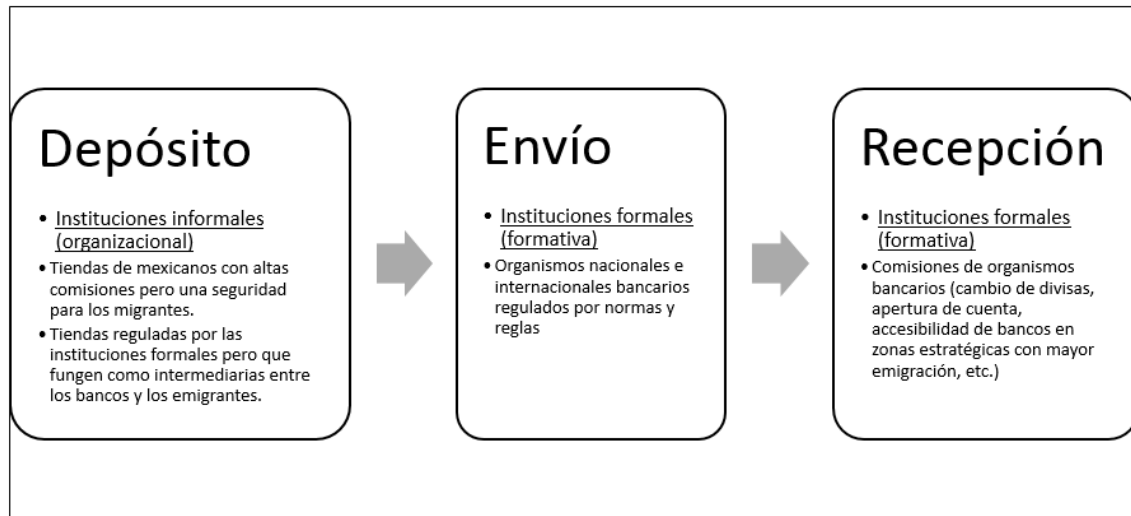 Depósito
• Instituciones informales
(organizacional)
• Tiendas de mexicanos con altas
comisiones pero una seguridad
para los migrantes.
• Tiendas reguladas por las
instituciones formales pero que
fungen como intermediarias entre
los bancos y los emigrantes.
Envío
• Instituciones formales
(formativa)
• Organismos nacionales e
internacionales bancarios
regulados por normas y
reglas
Recepción
• Instituciones formales
(formativa)
• Comisiones de organismos
bancarios (cambio de divisas,
apertura de cuenta,
accesibilidad de bancos en
zonas estratégicas con mayor
emigración, etc.)